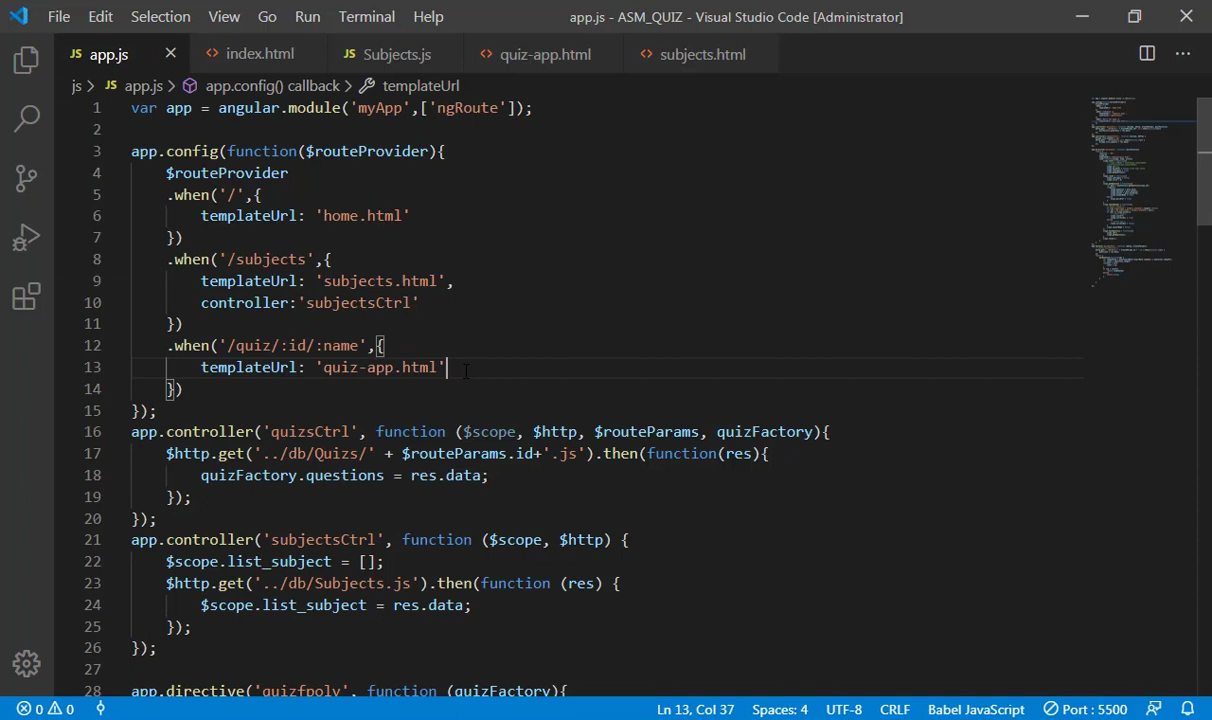 File Edit Selection View Go Run Terminal Help app.js - ASM_QUIZ - Visual Studio Code [Administrator]
JS app.js <> index.html JS Subjects.js <> quiz-app.html <> subjects.html
js > JS app.js > app.config() callback > templateUrl
1 var app = angular.module('myApp',['ngRoute']);
2
3 app.config(function($routeProvider){
4 $routeProvider
5 .when('/',{
6 templateUrl: 'home.html'
7 })
8 .when('/subjects',{
9 templateUrl: 'subjects.html',
10 controller:'subjectsCtrl'
11 })
12 .when('/quiz/:id/:name',{
13 templateUrl: 'quiz-app.html'
14 })
15 });
16 app.controller('quizsCtrl', function ($scope, $http, $routeParams, quizFactory){
17 $http.get('../db/Quizs/' + $routeParams.id+'.js').then(function(res){
18 quizFactory.questions = res.data;
19 });
20 });
21 app.controller('subjectsCtrl', function ($scope, $http) {
22 $scope.list_subject = [];
23 $http.get('../db/Subjects.js').then(function (res) {
24 $scope.list_subject = res.data;
25 });
26 });
27
28 app.directive('quizfpoly', function (quizFactory){
0 0 Ln 13, Col 37 Spaces: 4 UTF-8 CRLF Babel JavaScript Port : 5500